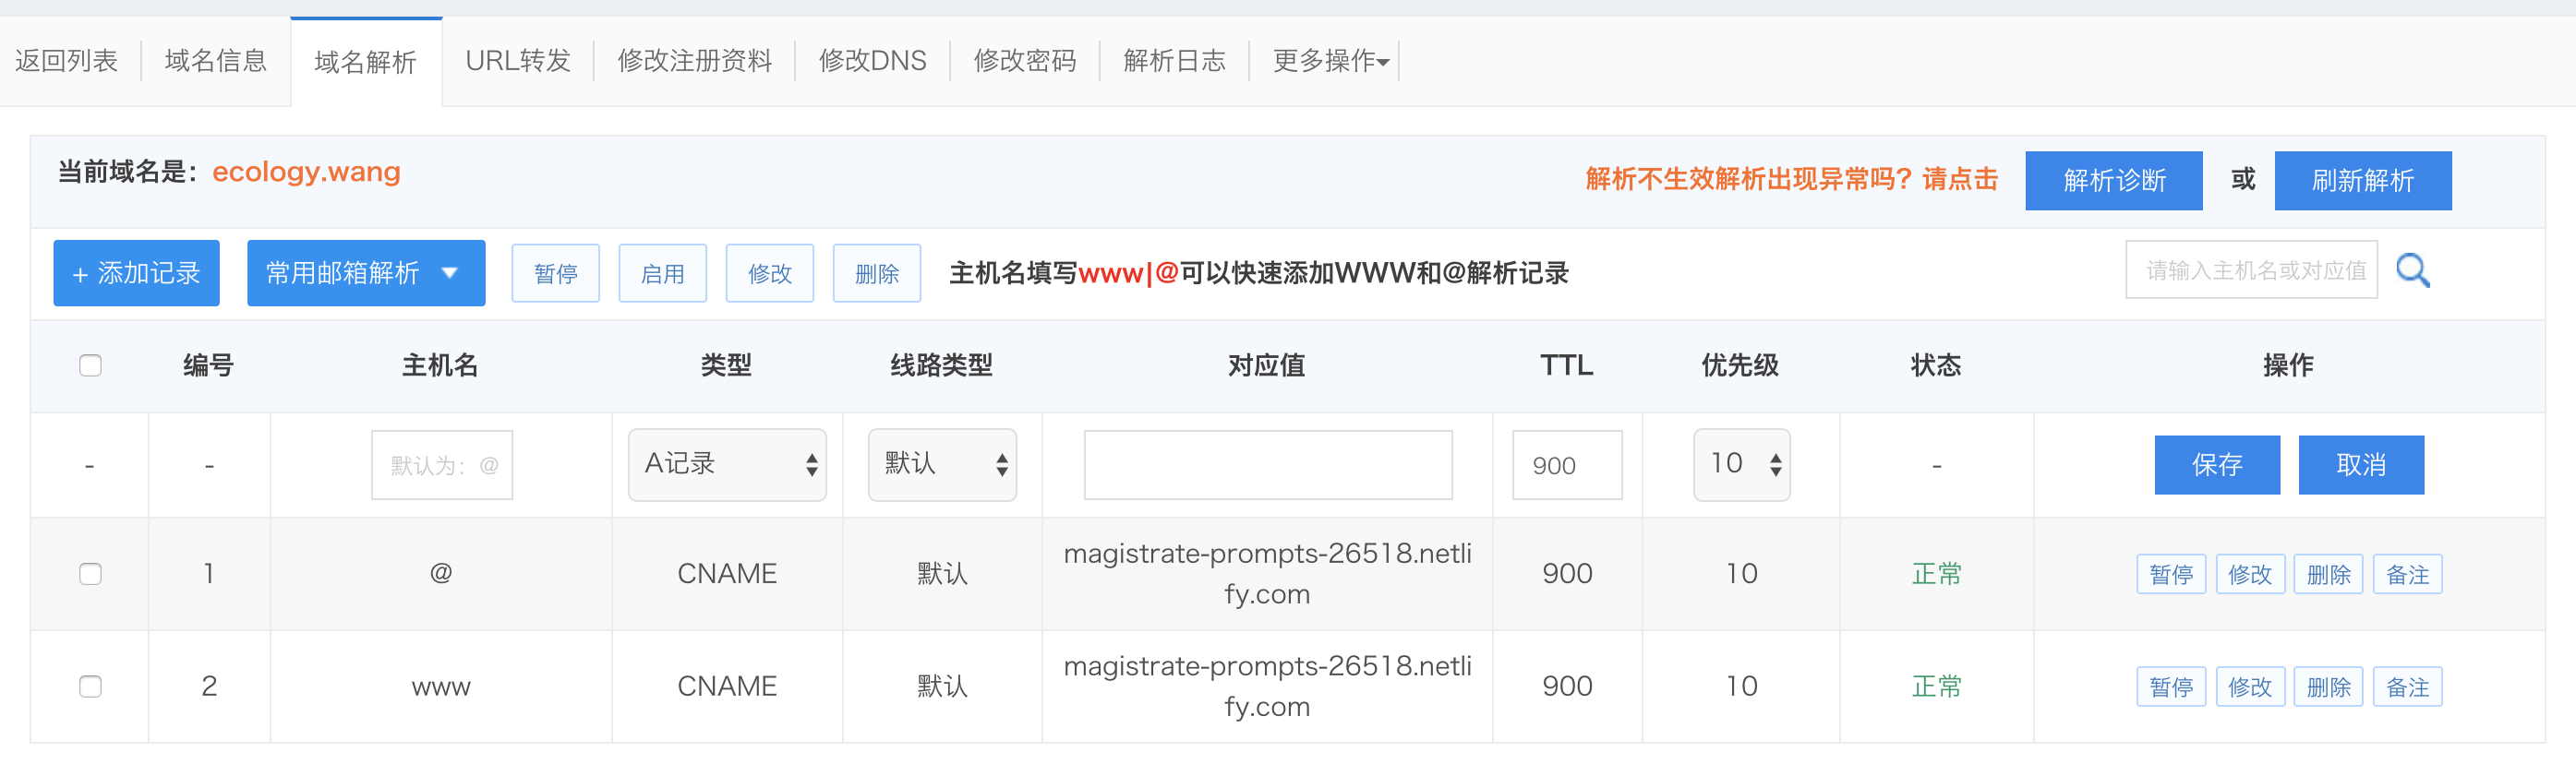 返回列表 域名信息 域名解析 URL转发 修改注册资料 修改DNS 修改密码 解析日志 更多操作
当前域名是：ecology.wang 解析不生效解析出现异常吗？请点击 解析诊断 或 刷新解析
+ 添加记录 常用邮箱解析 暂停 启用 修改 删除 主机名填写www|@可以快速添加WWW和@解析记录 请输入主机名或对应值
编号 主机名 类型 线路类型 对应值 TTL 优先级 状态 操作
- - 默认为：@ A记录 默认 900 10 - 保存 取消
1 @ CNAME 默认 magistrate-prompts-26518.netli 900 10 正常 暂停 修改 删除 备注
fy.com
2 www CNAME 默认 magistrate-prompts-26518.netli 900 10 正常 暂停 修改 删除 备注
fy.com